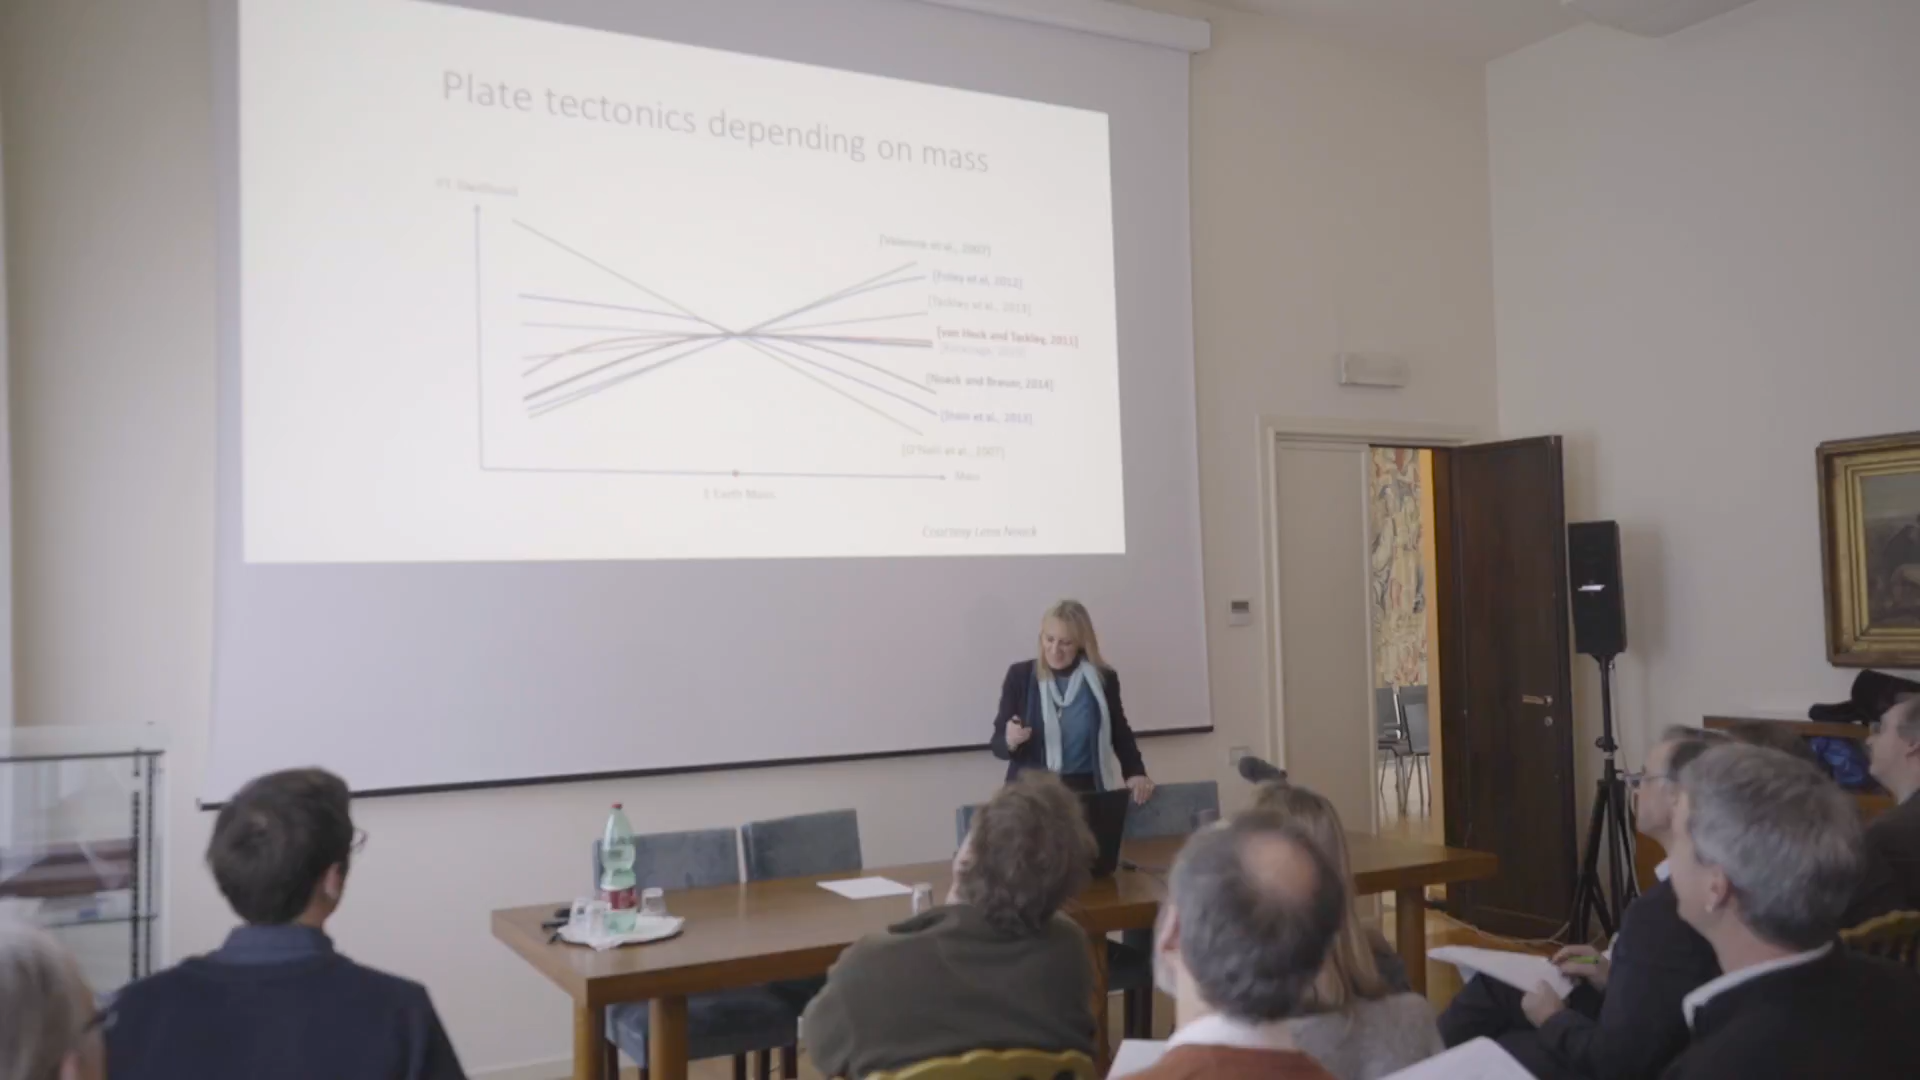 Plate tectonics depending on mass
[Valencia et al., 2007]
[Foley et al, 2012]
[Tackley et al., 2013]
[van Heck and Tackley, 2011]
[Noack and Breuer, 2014]
[Stein et al., 2013]
[O'Neill et al., 2007]
Mass
1 Earth Mass
Courtesy Lena Noack